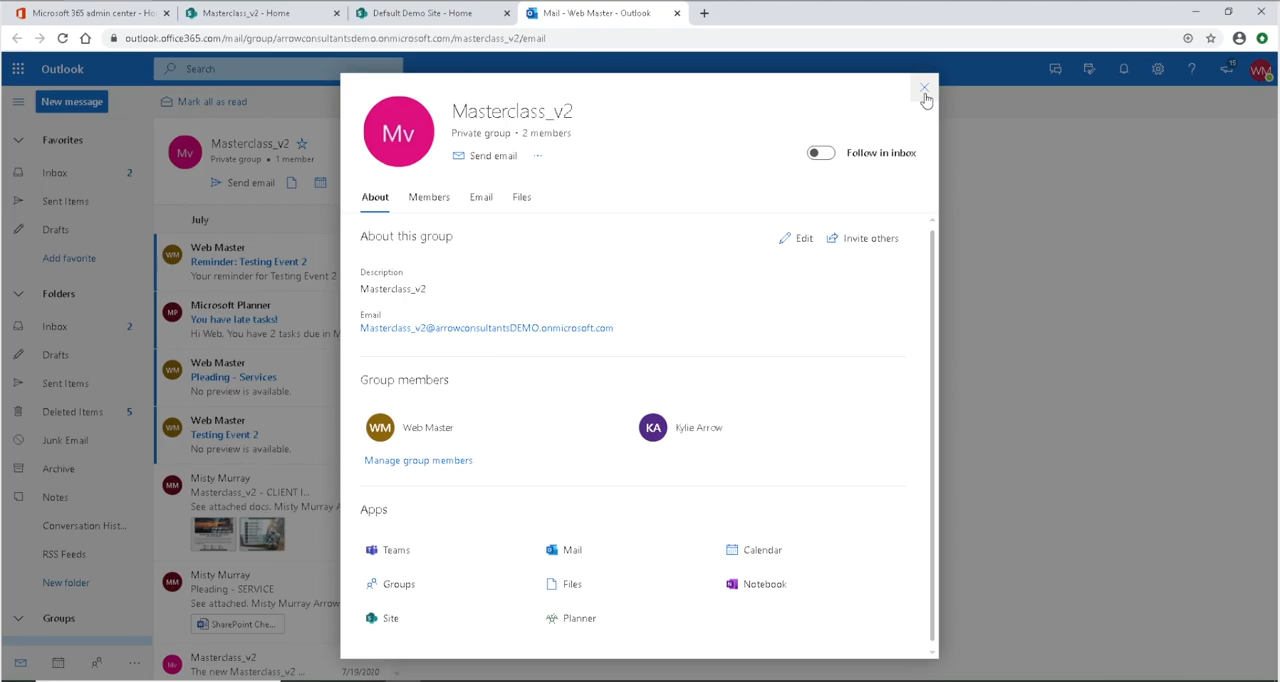 Microsoft 365 admin center - Ho
Masterclass_v2 - Home
Default Demo Site - Home
Mail - Web Master - Outlook
outlook.office365.com/mail/group/arrowconsultantsdemo.onmicrosoft.com/masterclass_v2/email
Outlook
Search
15
WM
New message
Mark all as read
Favorites
Inbox 2
Sent Items
Drafts
Add favorite
Folders
Inbox 2
Drafts
Sent Items
Deleted Items 5
Junk Email
Archive
Notes
Conversation Hist...
RSS Feeds
New folder
Groups
Mv
Masterclass_v2
Private group • 1 member
Send email
July
WM
Web Master
Reminder: Testing Event 2
Your reminder for Testing Event 2
MP
Microsoft Planner
You have late tasks!
Hi Web, You have 2 tasks due in M
WM
Web Master
Pleading - Services
No preview is available.
WM
Web Master
Testing Event 2
No preview is available.
MM
Misty Murray
Masterclass_v2 - CLIENT I...
See attached docs. Misty Murray A
MM
Misty Murray
Pleading - SERVICE
See attached. Misty Murray Arrow
SharePoint Che...
Mv
Masterclass_v2
The new Masterclass_v2 ... 7/19/2020
Mv
Masterclass_v2
Private group • 2 members
Send email ...
Follow in inbox
About Members Email Files
About this group
Edit Invite others
Description
Masterclass_v2
Email
Masterclass_v2@arrowconsultantsDEMO.onmicrosoft.com
Group members
WM Web Master
KA Kylie Arrow
Manage group members
Apps
Teams Mail Calendar
Groups Files Notebook
Site Planner